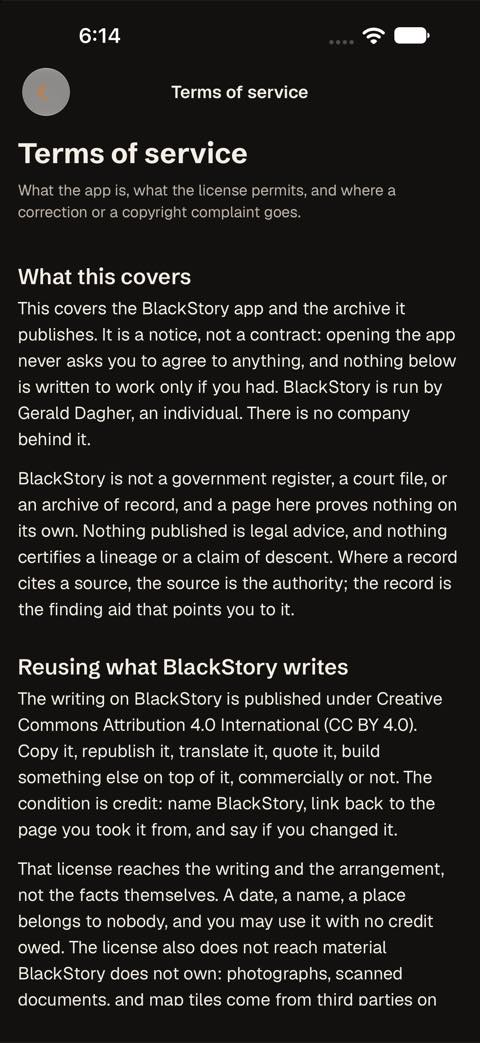 6:14
Terms of service
Terms of service
What the app is, what the license permits, and where a
correction or a copyright complaint goes.
What this covers
This covers the BlackStory app and the archive it
publishes. It is a notice, not a contract: opening the app
never asks you to agree to anything, and nothing below
is written to work only if you had. BlackStory is run by
Gerald Dagher, an individual. There is no company
behind it.
BlackStory is not a government register, a court file, or
an archive of record, and a page here proves nothing on
its own. Nothing published is legal advice, and nothing
certifies a lineage or a claim of descent. Where a record
cites a source, the source is the authority; the record is
the finding aid that points you to it.
Reusing what BlackStory writes
The writing on BlackStory is published under Creative
Commons Attribution 4.0 International (CC BY 4.0).
Copy it, republish it, translate it, quote it, build
something else on top of it, commercially or not. The
condition is credit: name BlackStory, link back to the
page you took it from, and say if you changed it.
That license reaches the writing and the arrangement,
not the facts themselves. A date, a name, a place
belongs to nobody, and you may use it with no credit
owed. The license also does not reach material
BlackStory does not own: photographs, scanned
documents, and map tiles come from third parties on